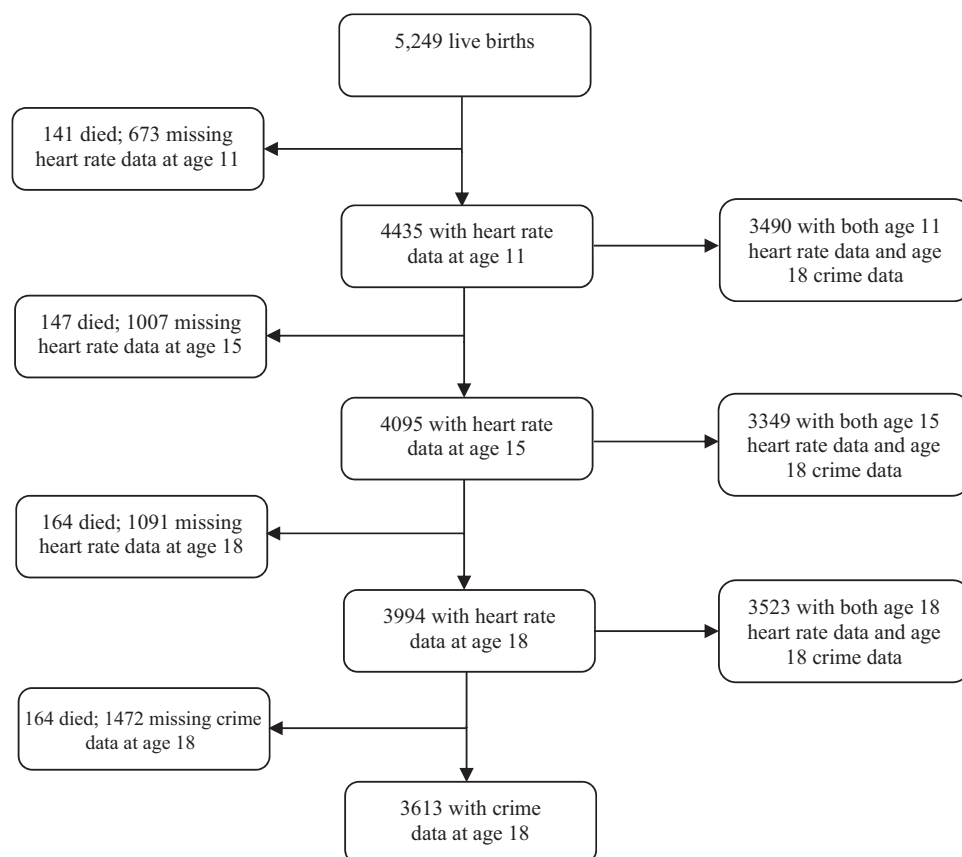 5,249 live births
141 died; 673 missing
heart rate data at age 11
4435 with heart rate
data at age 11
3490 with both age 11
heart rate data and age
18 crime data
147 died; 1007 missing
heart rate data at age 15
4095 with heart rate
data at age 15
3349 with both age 15
heart rate data and age
18 crime data
164 died; 1091 missing
heart rate data at age 18
3994 with heart rate
data at age 18
3523 with both age 18
heart rate data and age
18 crime data
164 died; 1472 missing crime
data at age 18
3613 with crime
data at age 18